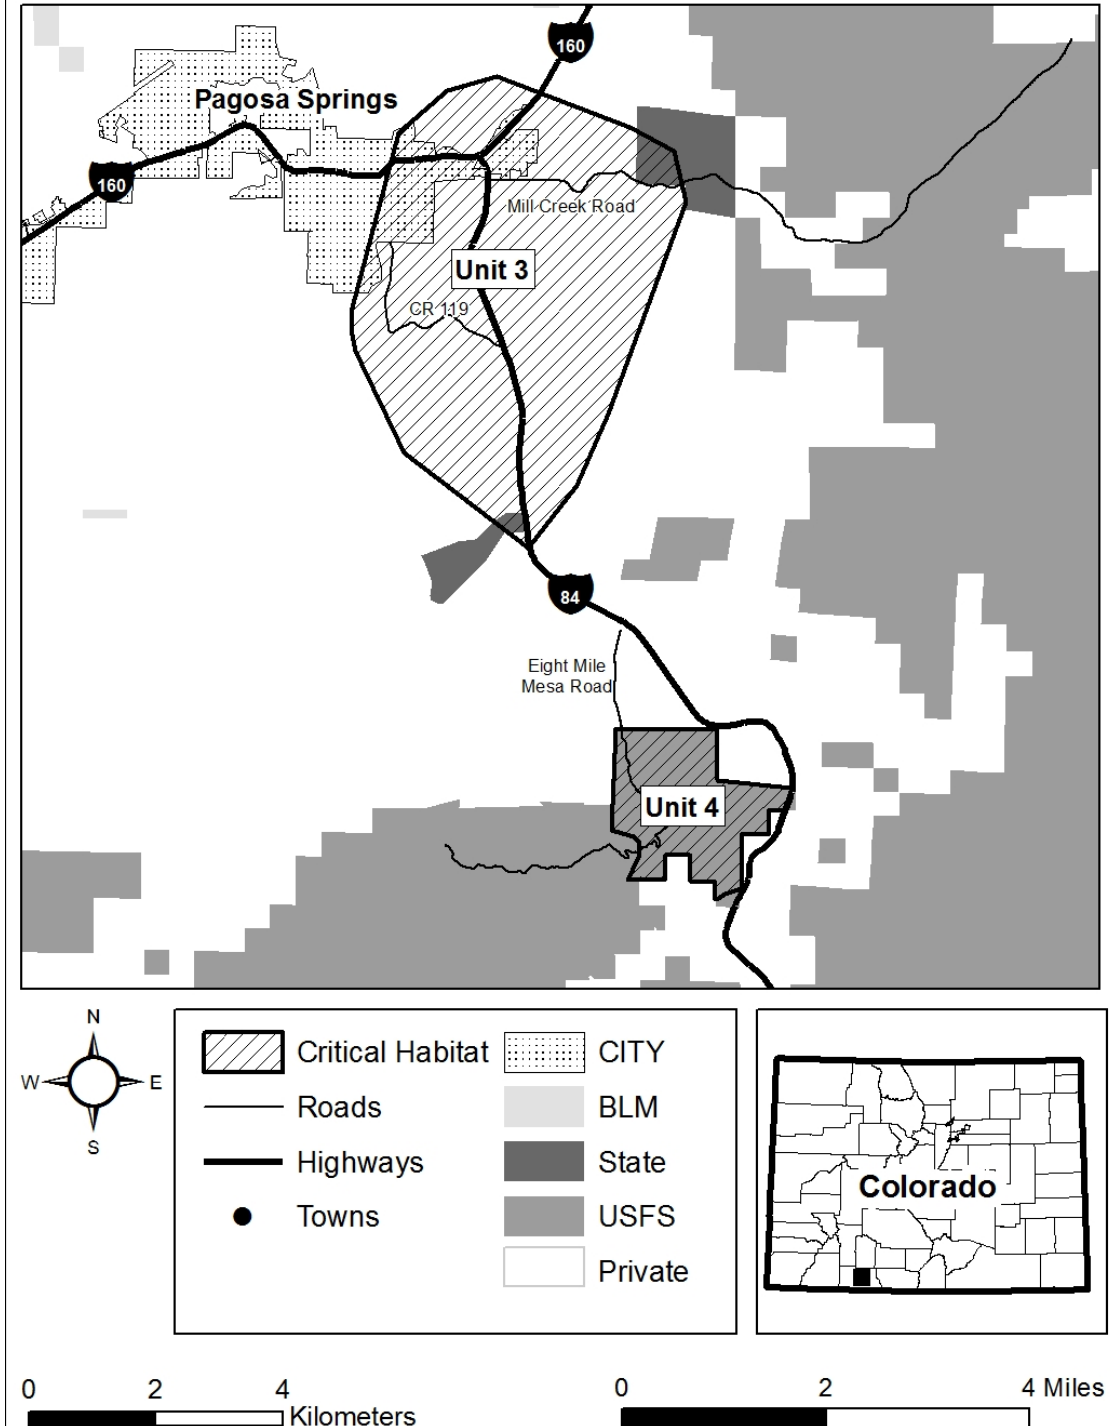 160
Pagosa Springs
160
Mill Creek Road
Unit 3
CR 119
84
Eight Mile
Mesa Road
Unit 4
N
W
E
S
Critical Habitat
Roads
Highways
Towns
CITY
BLM
State
USFS
Private
Colorado
0 2 4
Kilometers
0 2 4 Miles